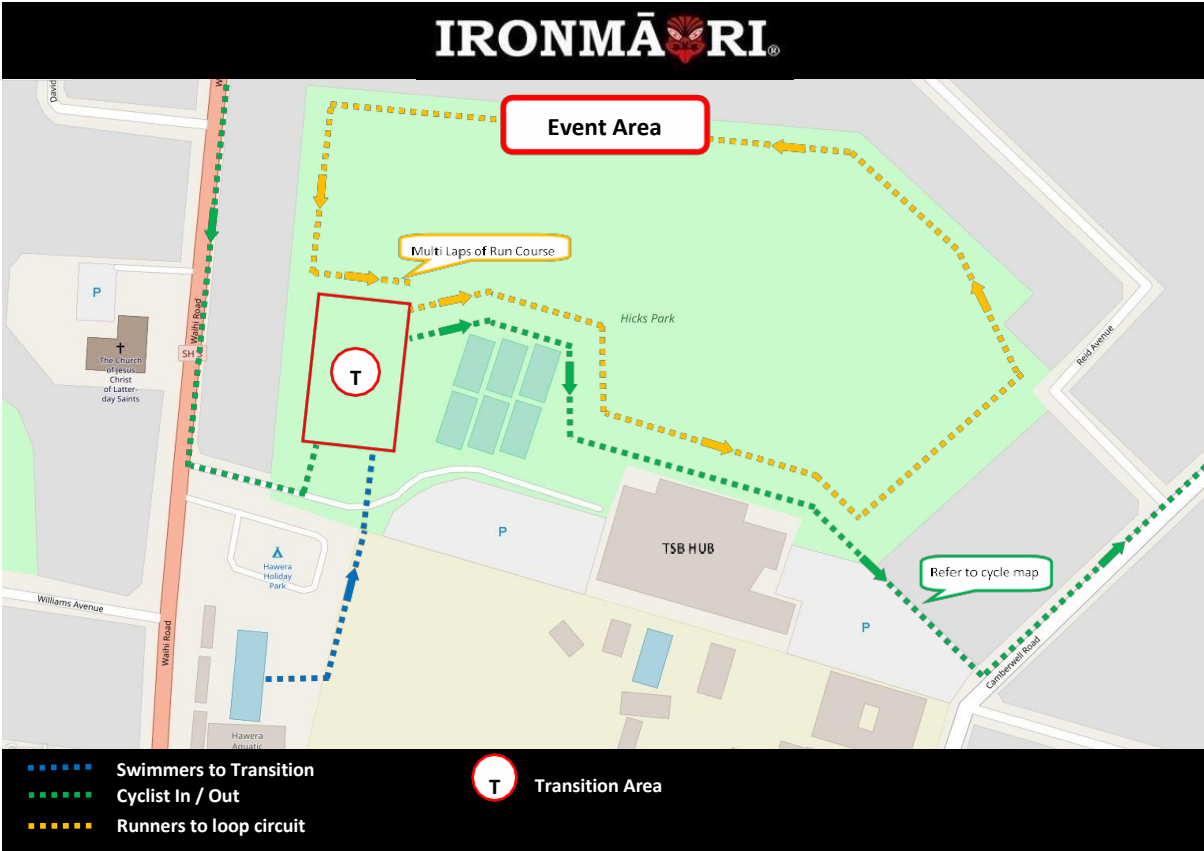 IRONMĀORI®
Event Area
David
W
Multi Laps of Run Course
P
Waihi Road
Hicks Park
SH 3
The Church
of Jesus
Christ
of Latter-
day Saints
T
Reid Avenue
P
TSB HUB
Hawera
Holiday
Park
Refer to cycle map
Williams Avenue
Waihi Road
P
Camberwell Road
Hawera
Aquatic
Swimmers to Transition
Cyclist In / Out
Runners to loop circuit
T
Transition Area